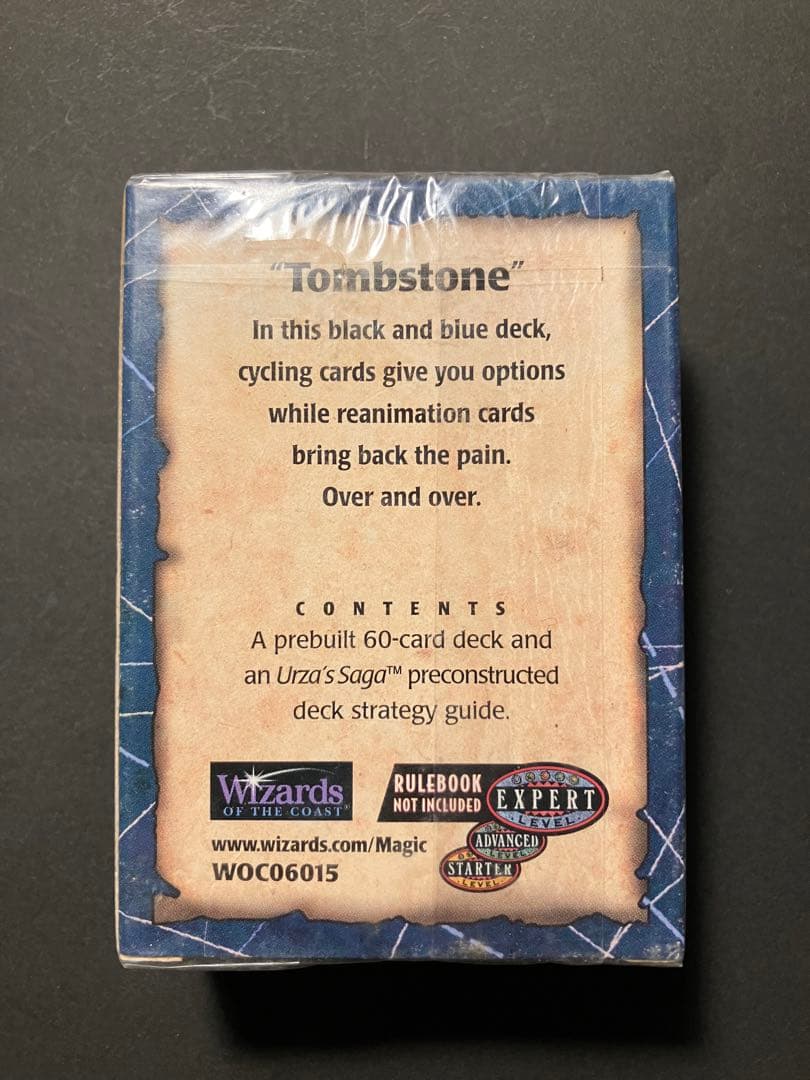 "Tombstone"
In this black and blue deck,
cycling cards give you options
while reanimation cards
bring back the pain.
Over and over.
CONTENTS
A prebuilt 60-card deck and
an Urza's Saga™ preconstructed
deck strategy guide.
Wizards
OF THE COAST®
RULEBOOK
NOT INCLUDED
EXPERT
LEVEL
ADVANCED
LEVEL
STARTER
LEVEL
www.wizards.com/Magic
WOC06015